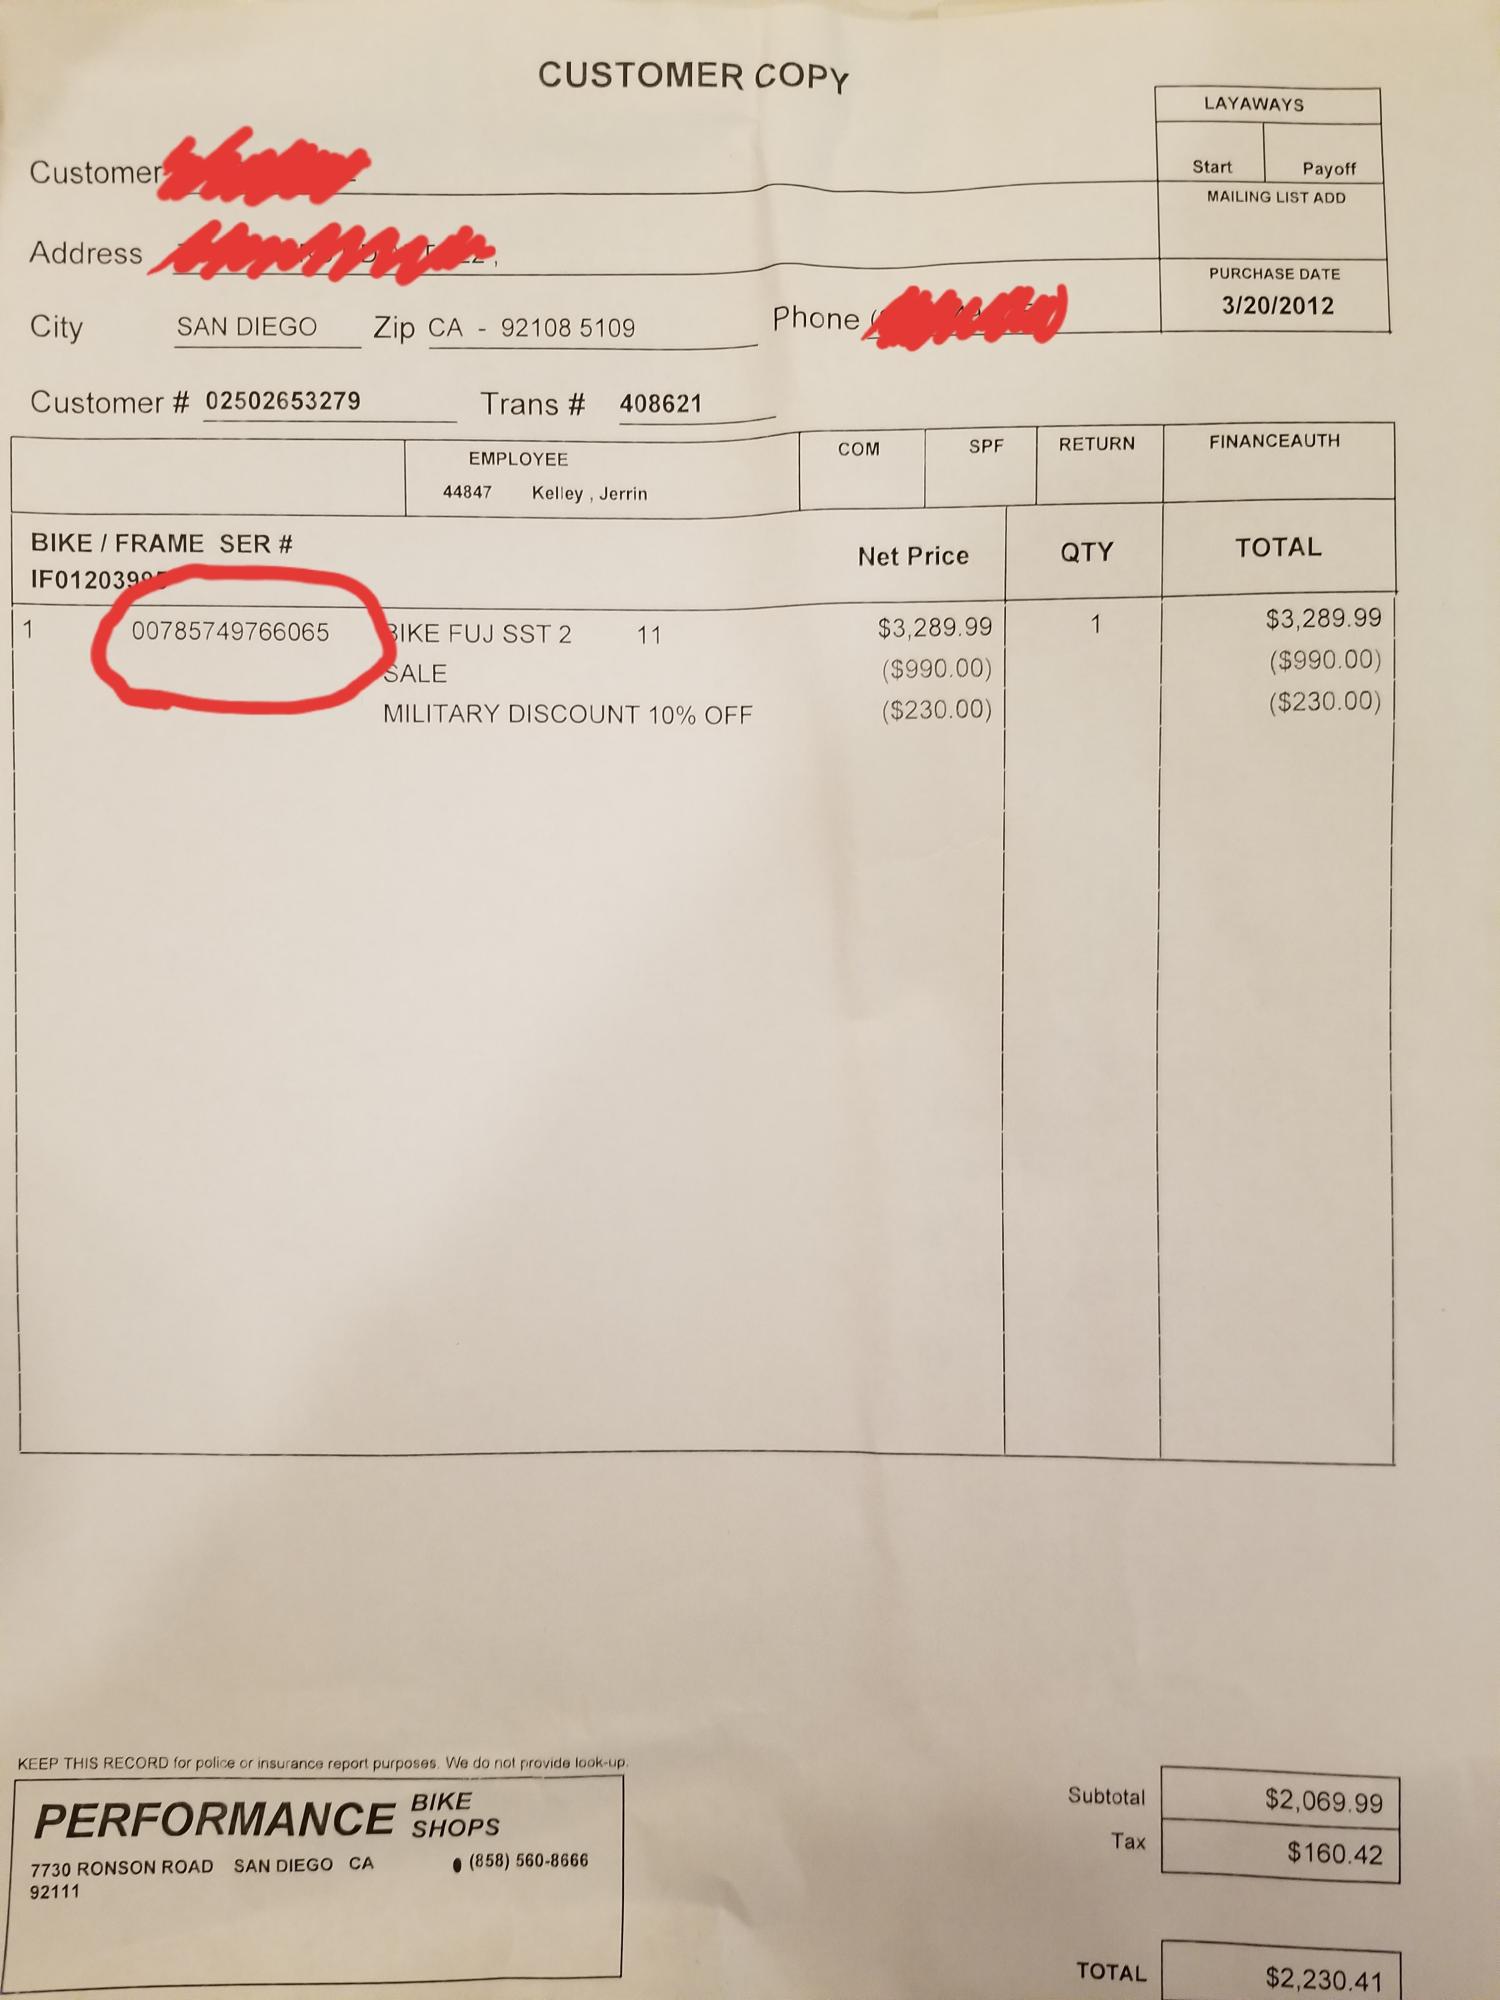 CUSTOMER COPY
LAYAWAYS
Start Payoff
MAILING LIST ADD
PURCHASE DATE
3/20/2012
Customer
Address
City SAN DIEGO Zip CA - 92108 5109 Phone
Customer # 02502653279 Trans # 408621
EMPLOYEE COM SPF RETURN FINANCEAUTH
44847 Kelley , Jerrin
BIKE / FRAME SER # Net Price QTY TOTAL
1 00785749766065 BIKE FUJ SST 2 11 $3,289.99 1 $3,289.99
SALE ($990.00) ($990.00)
MILITARY DISCOUNT 10% OFF ($230.00) ($230.00)
KEEP THIS RECORD for police or insurance report purposes. We do not provide look-up.
PERFORMANCE BIKE SHOPS
7730 RONSON ROAD SAN DIEGO CA (858) 560-8666
92111
Subtotal $2,069.99
Tax $160.42
TOTAL $2,230.41